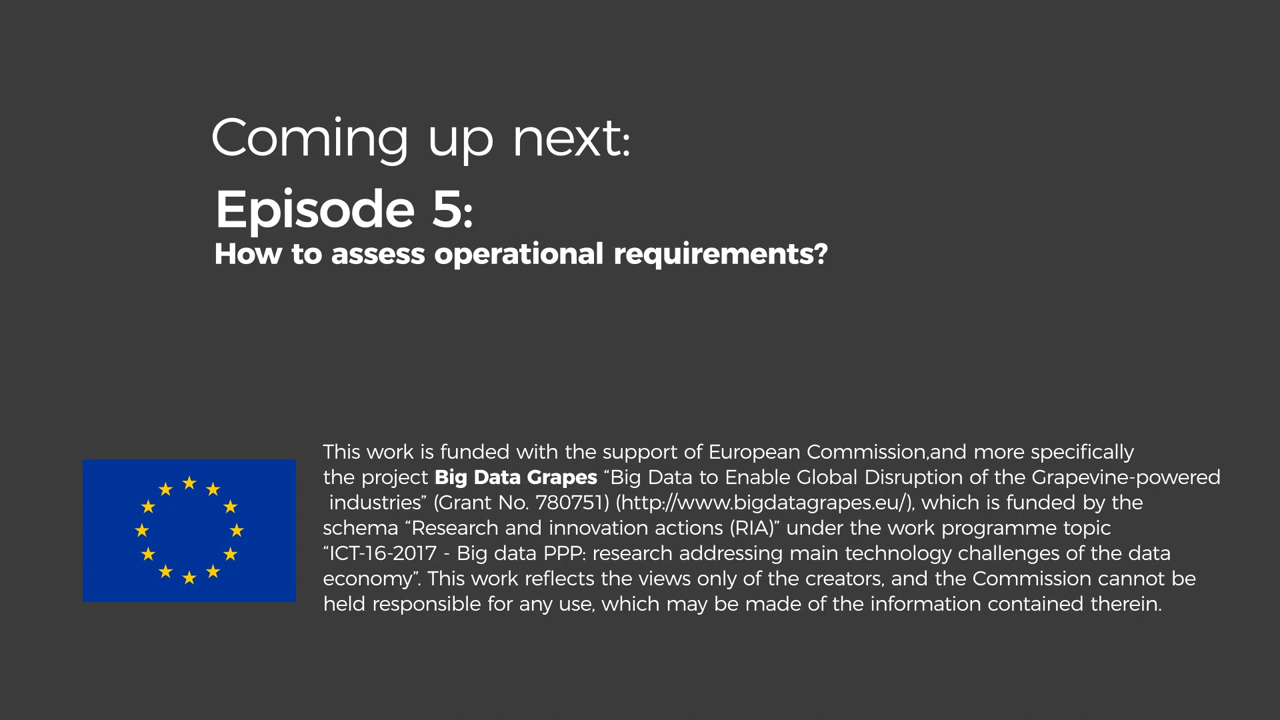 Coming up next:
Episode 5:
How to assess operational requirements?
This work is funded with the support of European Commission,and more specifically
the project Big Data Grapes “Big Data to Enable Global Disruption of the Grapevine-powered
industries” (Grant No. 780751) (http://www.bigdatagrapes.eu/), which is funded by the
schema “Research and innovation actions (RIA)” under the work programme topic
“ICT-16-2017 - Big data PPP: research addressing main technology challenges of the data
economy”. This work reflects the views only of the creators, and the Commission cannot be
held responsible for any use, which may be made of the information contained therein.